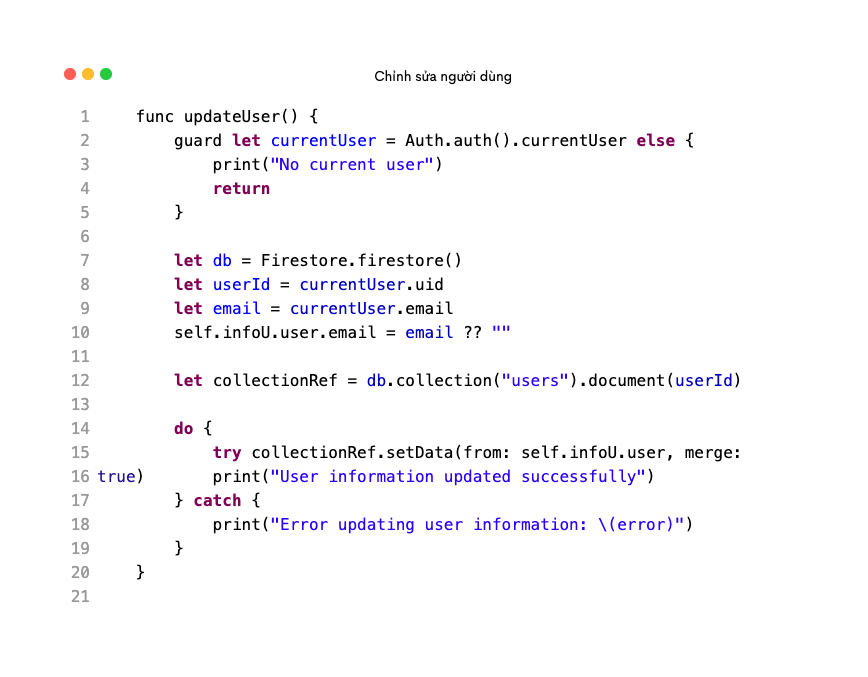 Chỉnh sửa người dùng
1 func updateUser() {
2 guard let currentUser = Auth.auth().currentUser else {
3 print("No current user")
4 return
5 }
6
7 let db = Firestore.firestore()
8 let userId = currentUser.uid
9 let email = currentUser.email
10 self.infoU.user.email = email ?? ""
11
12 let collectionRef = db.collection("users").document(userId)
13
14 do {
15 try collectionRef.setData(from: self.infoU.user, merge:
16 true) print("User information updated successfully")
17 } catch {
18 print("Error updating user information: \(error)")
19 }
20 }
21